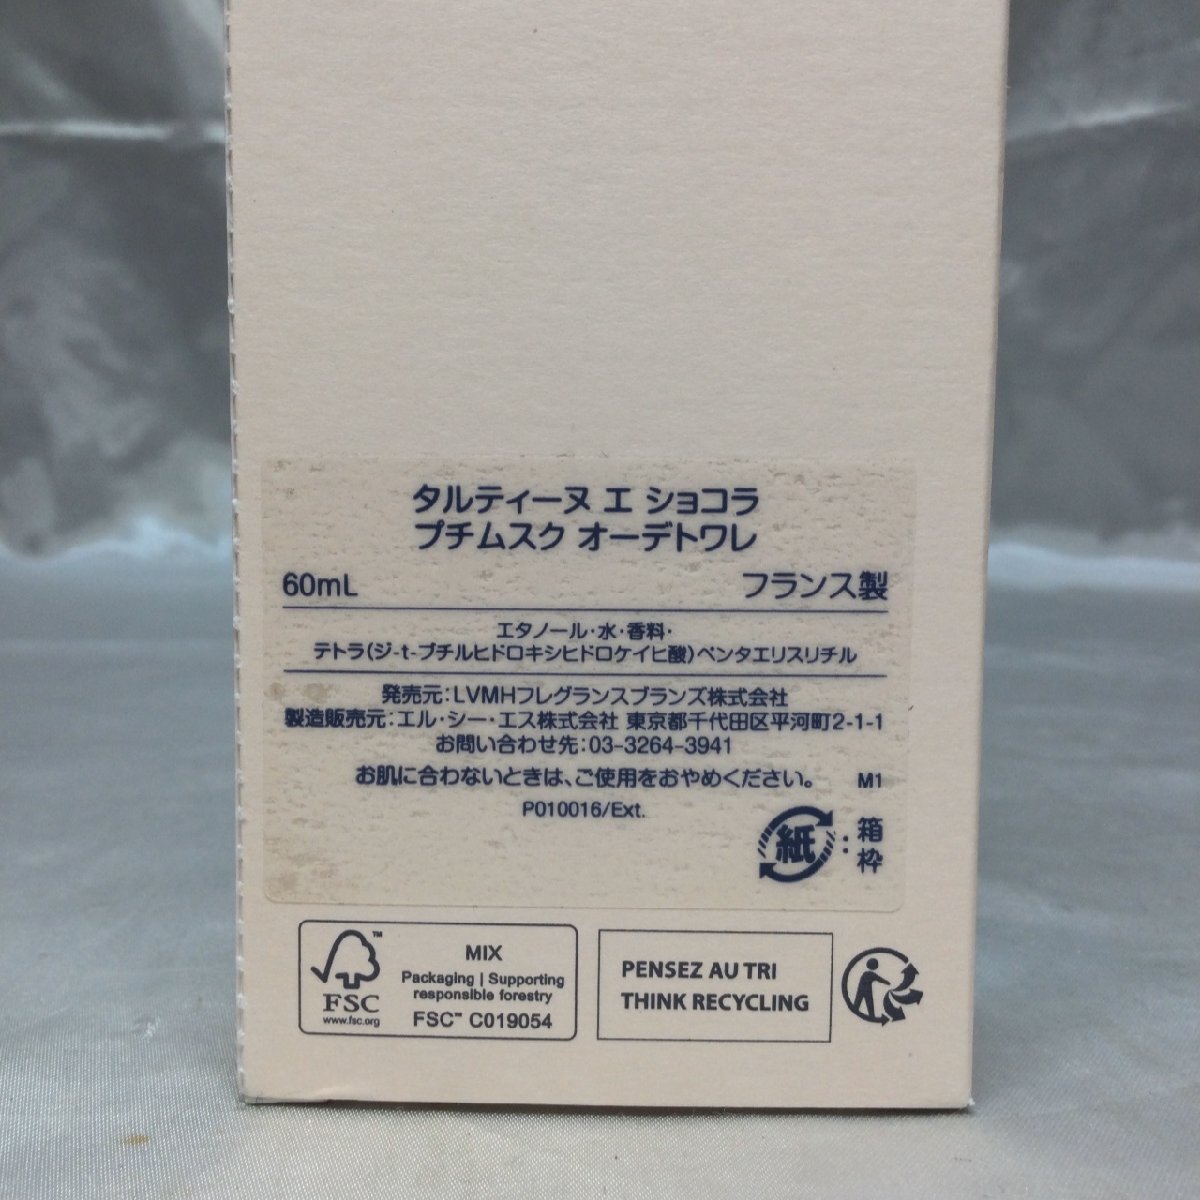 タルティーヌ エ ショコラ
プチムスク オーデトワレ
60mL フランス製
エタノール・水・香料・
テトラ(ジ-t-ブチルヒドロキシヒドロケイヒ酸)ペンタエリスリチル
発売元:LVMHフレグランスブランズ株式会社
製造販売元:エル・シー・エス株式会社 東京都千代田区平河町2-1-1
お問い合わせ先:03-3264-3941
お肌に合わないときは、ご使用をおやめください。 M1
P010016/Ext.
紙:箱
枠
MIX
Packaging | Supporting
responsible forestry
FSC™ C019054
™
FSC
www.fsc.org
PENSEZ AU TRI
THINK RECYCLING